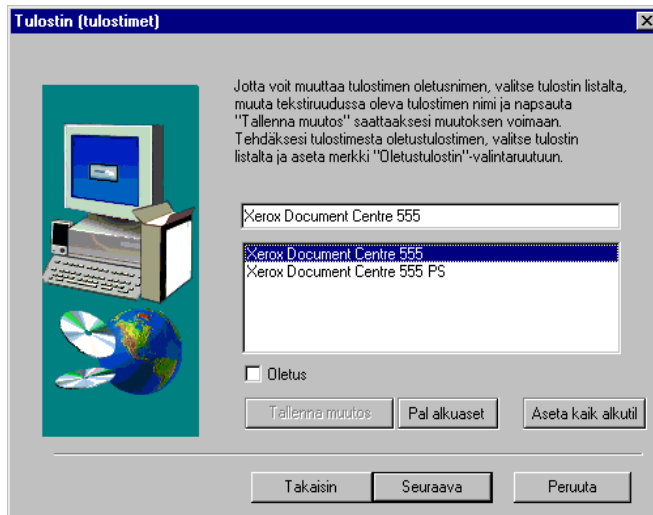 Tulostin (tulostimet)
Jotta voit muuttaa tulostimen oletusnimen, valitse tulostin listalta,
muuta tekstiruudussa oleva tulostimen nimi ja napsauta
"Tallenna muutos" saattaaksesi muutoksen voimaan.
Tehdäksesi tulostimesta oletustulostimen, valitse tulostin
listalta ja aseta merkki "Oletustulostin"-valintaruutuun.
Xerox Document Centre 555
Xerox Document Centre 555
Xerox Document Centre 555 PS
Oletus
Tallenna muutos Pal alkuaset Aseta kaik alkutil
Takaisin Seuraava Peruuta